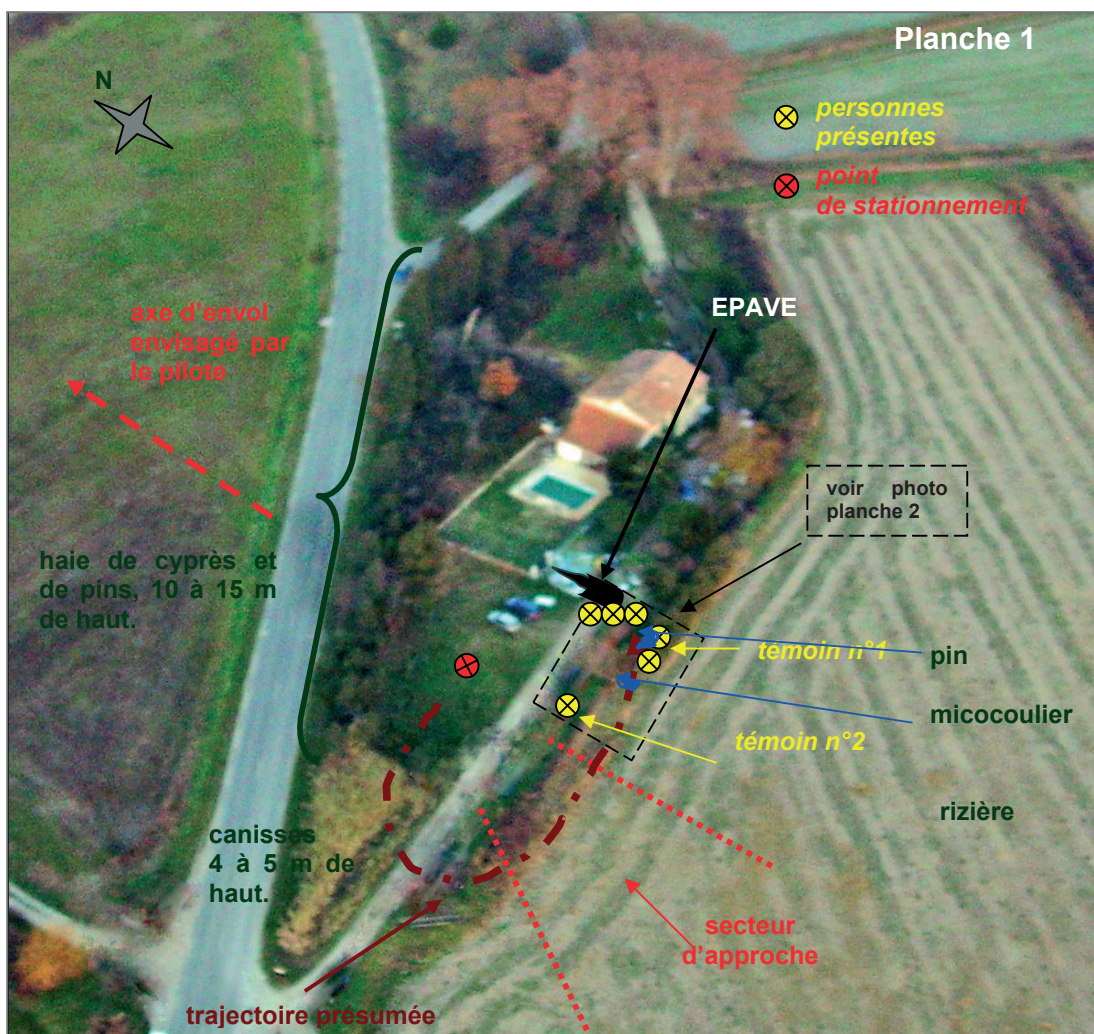 Planche 1
N
personnes
présentes
point
de stationnement
EPAVE
axe d'envol
envisagé par
le pilote
voir photo
planche 2
haie de cyprès et
de pins, 10 à 15 m
de haut.
témoin n°1
pin
micocoulier
témoin n°2
rizière
canisses
4 à 5 m de
haut.
secteur
d'approche
trajectoire présumée